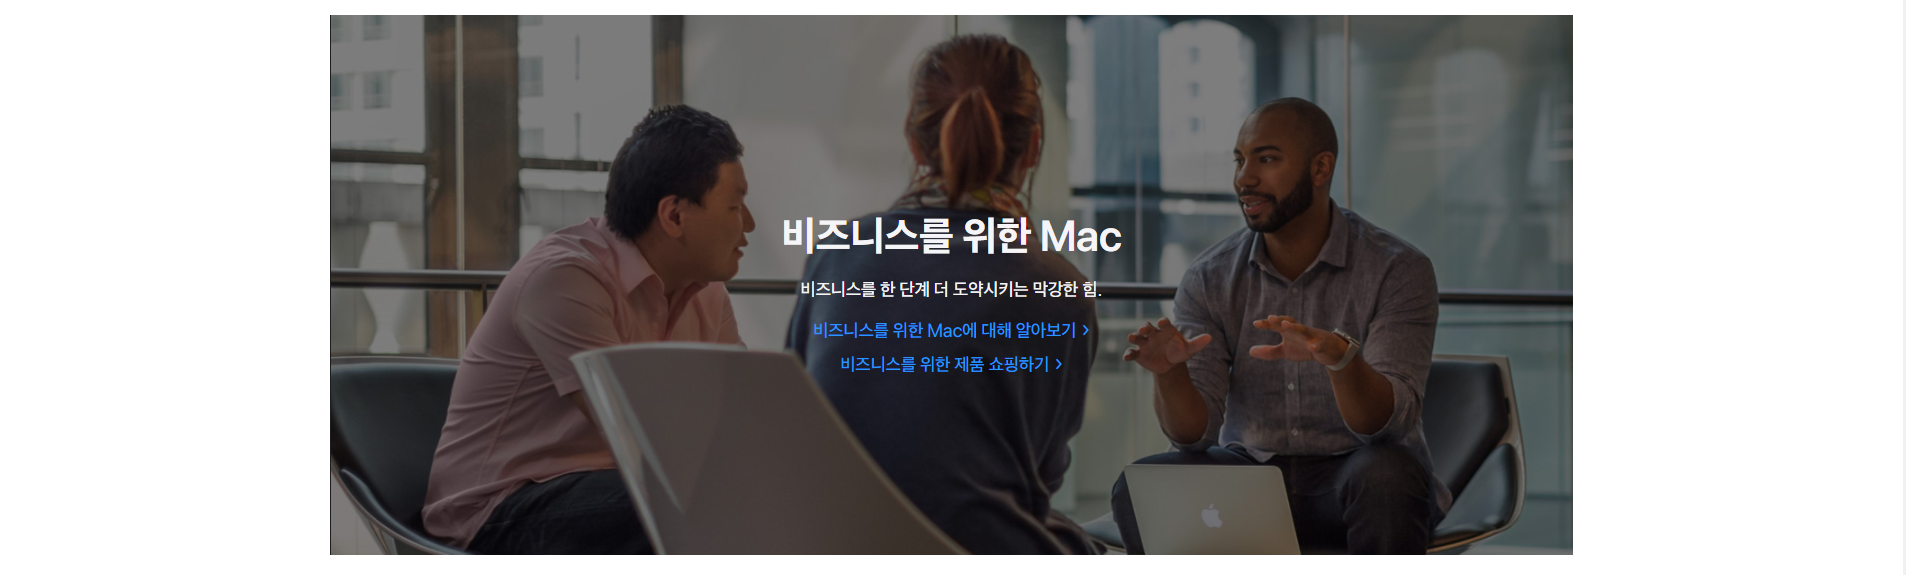 비즈니스를 위한 Mac
비즈니스를 한 단계 더 도약시키는 막강한 힘.
비즈니스를 위한 Mac에 대해 알아보기 >
비즈니스를 위한 제품 쇼핑하기 >